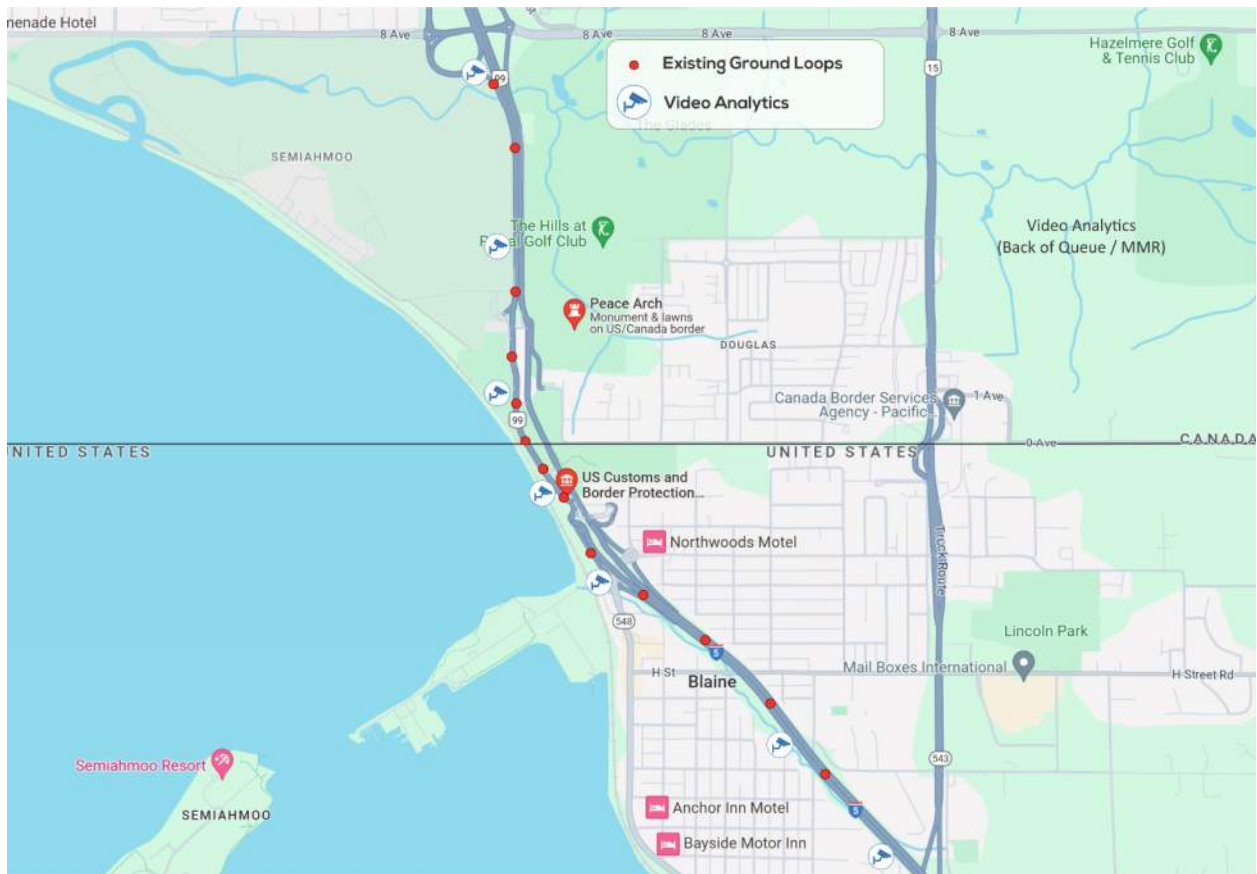 nenade Hotel
8 Ave
8 Ave
8 Ave
8 Ave
99
15
Existing Ground Loops
Video Analytics
The Glades
Hazelmere Golf
& Tennis Club
SEMIAHMOO
The Hills at
Portal Golf Club
Video Analytics
(Back of Queue / MMR)
Peace Arch
Monument & lawns
on US/Canada border
DOUGLAS
Canada Border Services
Agency - Pacific...
1 Ave
99
0 Ave
CANADA
UNITED STATES
UNITED STATES
US Customs and
Border Protection...
Northwoods Motel
Truck Route
548
Lincoln Park
5
Mail Boxes International
H St
H Street Rd
Blaine
Semiahmoo Resort
543
SEMIAHMOO
Anchor Inn Motel
5
Bayside Motor Inn